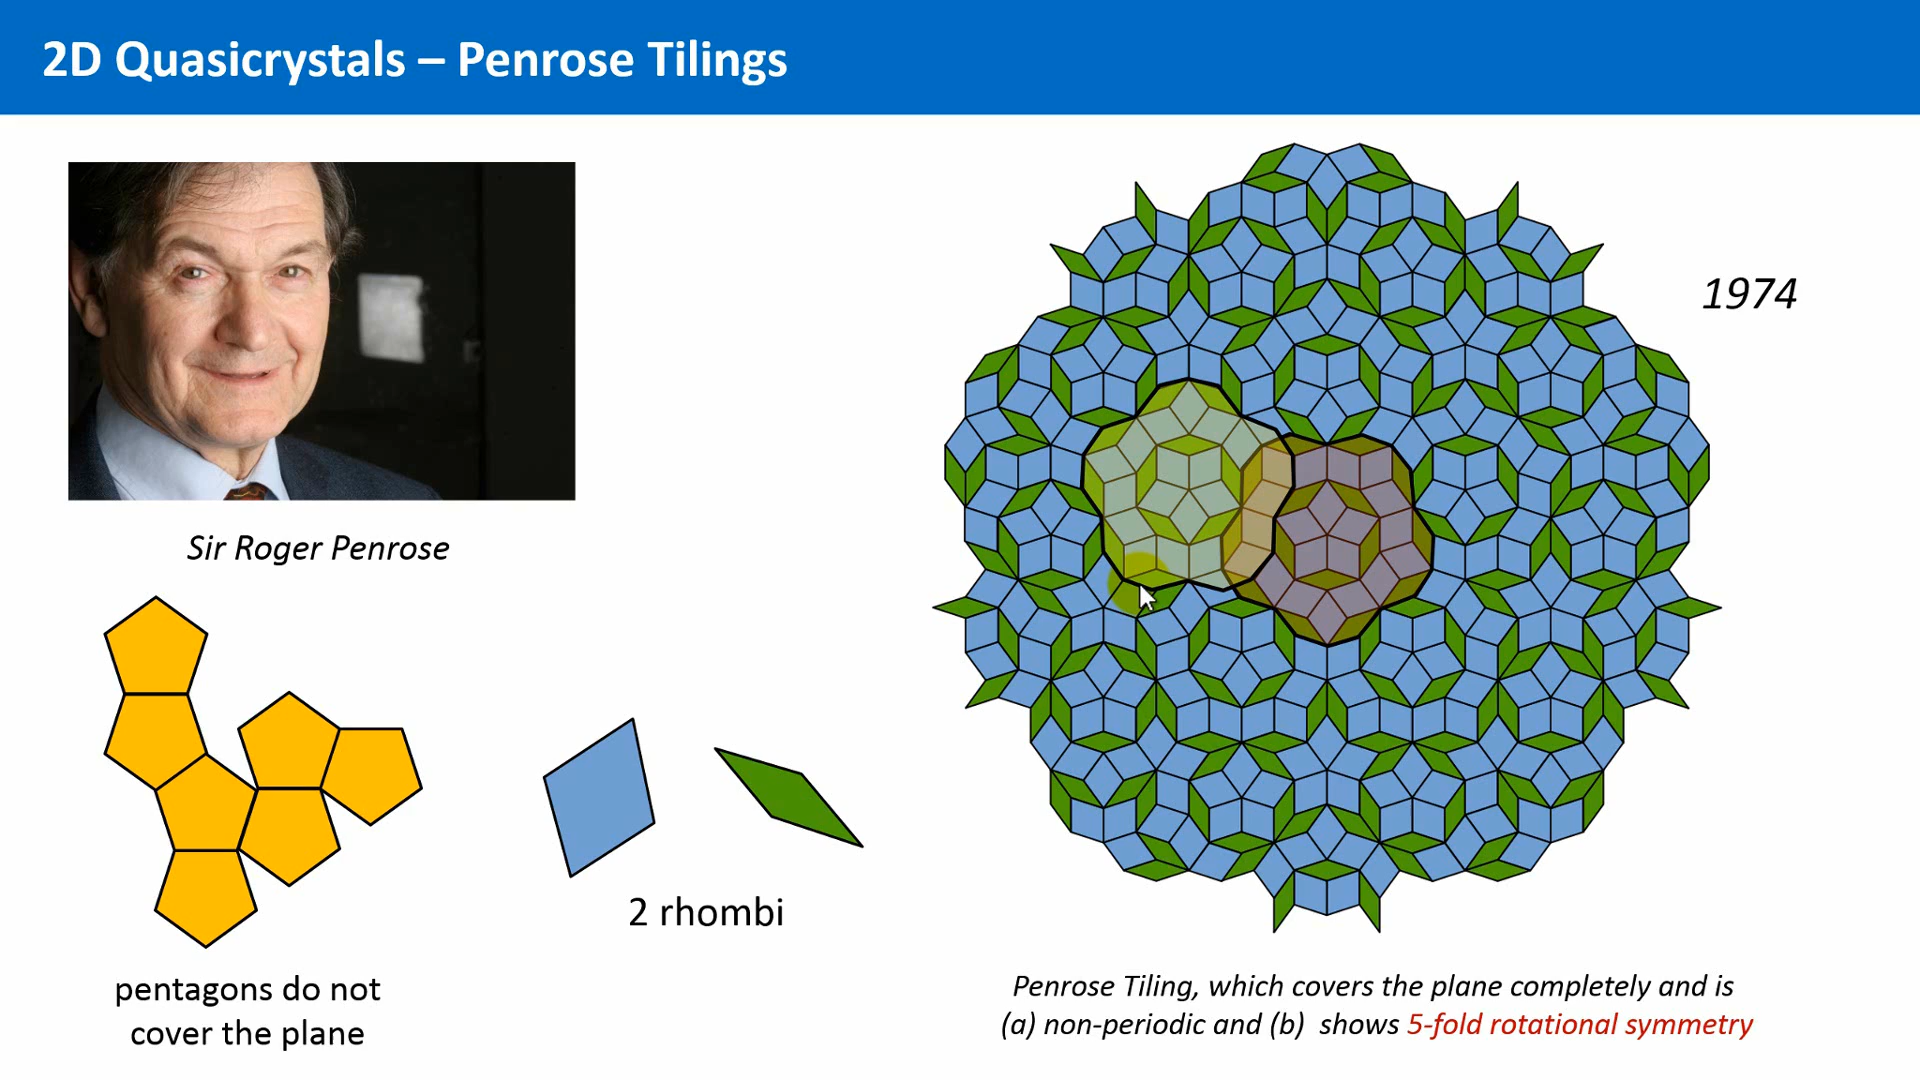 2D Quasicrystals – Penrose Tilings
1974
Sir Roger Penrose
2 rhombi
pentagons do not
cover the plane
Penrose Tiling, which covers the plane completely and is
(a) non-periodic and (b)  shows 5-fold rotational symmetry